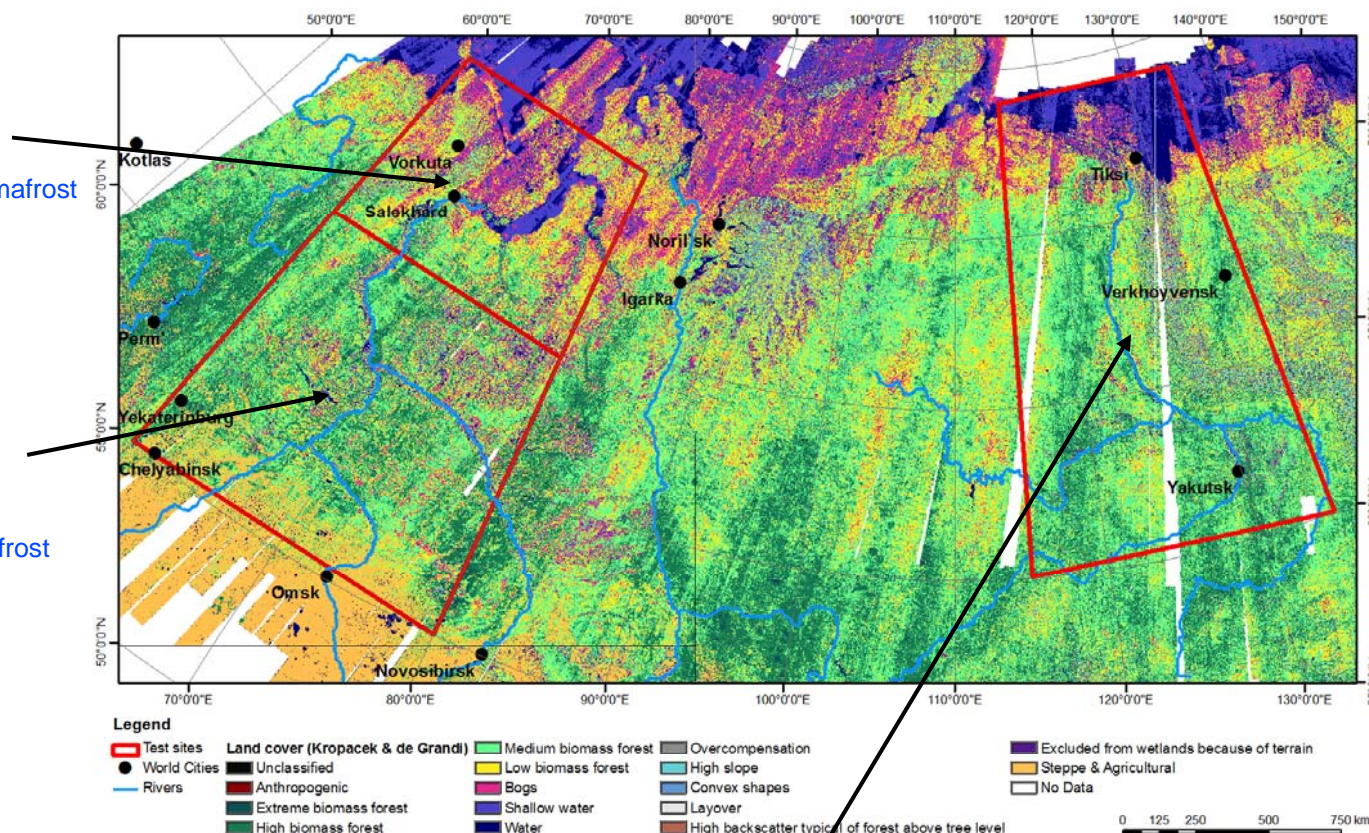 50°0'0"E 60°0'0"E 70°0'0"E 80°0'0"E 90°0'0"E 100°0'0"E 110°0'0"E 120°0'0"E 130°0'0"E 140°0'0"E 150°0'0"E
Kotlas
Vorkuta
Tiksi
60°0'0"N
mafrost
Salekhard
Noril'sk
Igarka
Verkhoyvensk
Perm
Yekaterinburg
55°0'0"N
Chelyabinsk
Yakutsk
frost
Omsk
50°0'0"N
Novosibirsk
70°0'0"E 80°0'0"E 90°0'0"E 100°0'0"E 110°0'0"E 120°0'0"E 130°0'0"E
Legend
Test sites
World Cities
Rivers
Land cover (Kropacek & de Grandi)
Unclassified
Anthropogenic
Extreme biomass forest
High biomass forest
Medium biomass forest
Low biomass forest
Bogs
Shallow water
Water
Overcompensation
High slope
Convex shapes
Layover
High backscatter typical of forest above tree level
Excluded from wetlands because of terrain
Steppe & Agricultural
No Data
0 125 250 500 750 km